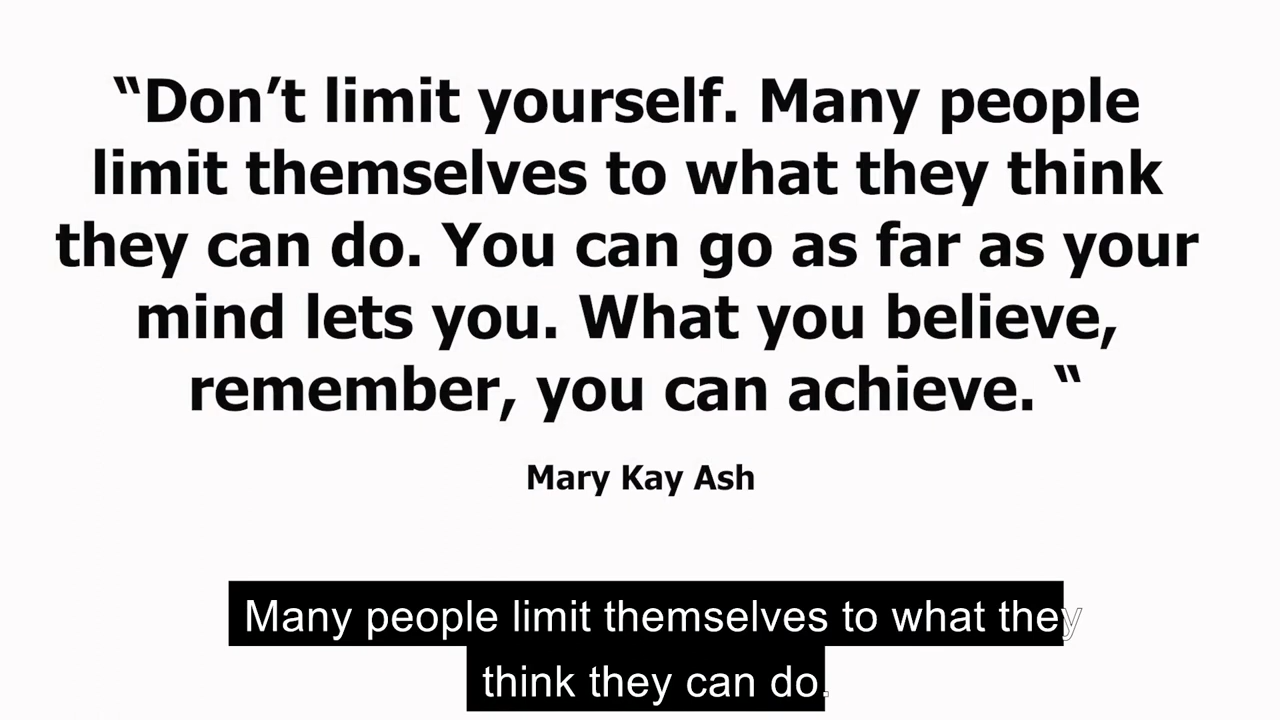 “Don’t limit yourself. Many people
limit themselves to what they think
they can do. You can go as far as your
mind lets you. What you believe,
remember, you can achieve. “
Mary Kay Ash
Many people limit themselves to what they
think they can do.